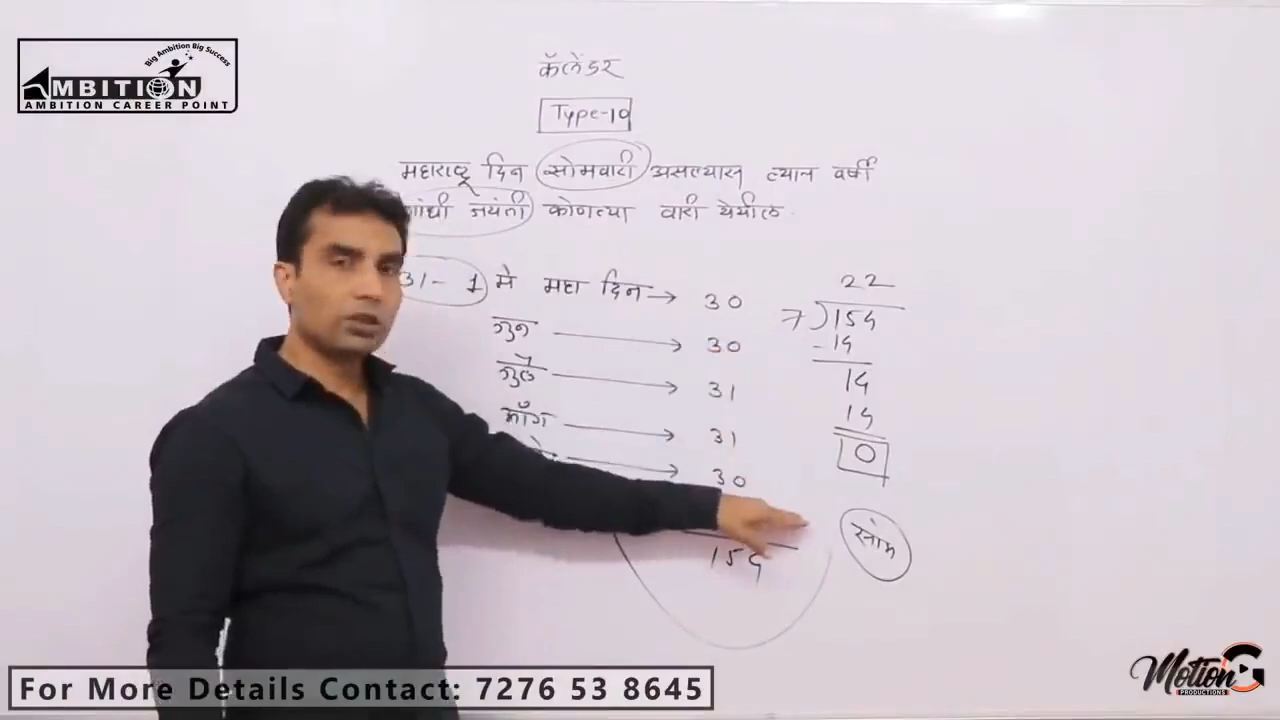 Big Ambition Big Success
AMBITION
AMBITION CAREER POINT
कॅलेंडर
Type-10
महाराष्ट्र दिन सोमवारी असल्यास त्याच वर्षी
गांधी जयंती कोणत्या वारी येयील.
31- 1 मे महा दिन → 30
जुन → 30
जुलै → 31
ऑग → 31
→ 30
154
22
7)154
-14
14
14
0
सोम
For More Details Contact: 7276 53 8645
Motion G
PRODUCTIONS